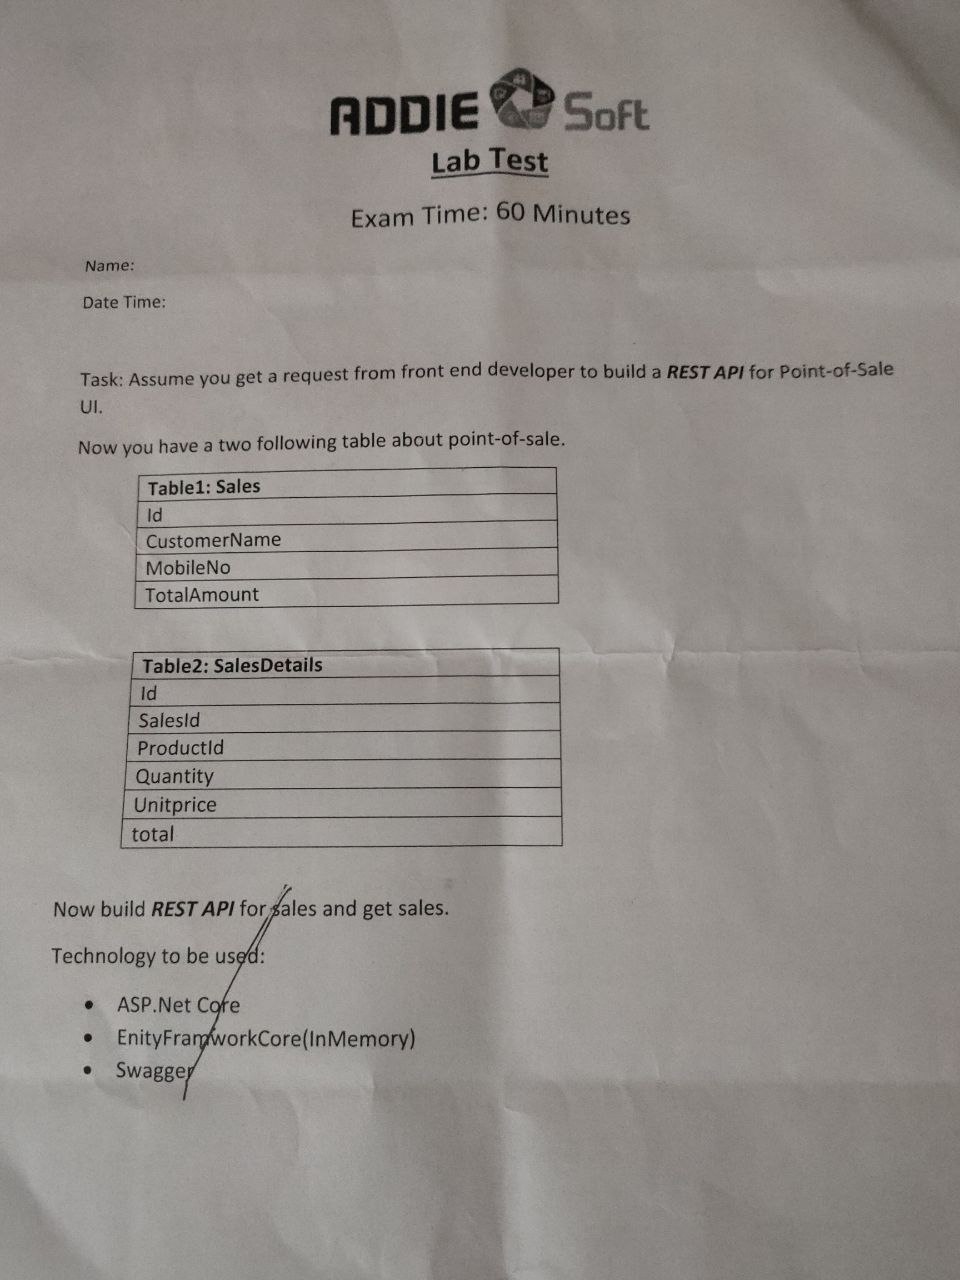 ADDIE Soft
Lab Test
Exam Time: 60 Minutes
Name:
Date Time:
Task: Assume you get a request from front end developer to build a REST API for Point-of-Sale
UI.
Now you have a two following table about point-of-sale.
Table1: Sales
Id
CustomerName
MobileNo
TotalAmount
Table2: SalesDetails
Id
SalesId
ProductId
Quantity
Unitprice
total
Now build REST API for sales and get sales.
Technology to be used:
• ASP.Net Core
• EnityFramworkCore(InMemory)
• Swagger